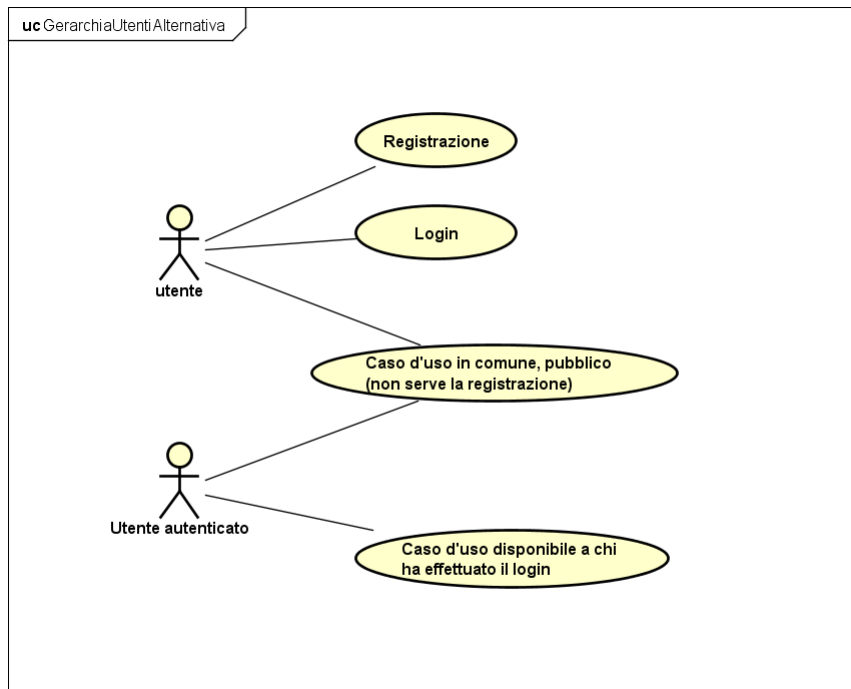 uc GerarchiaUtentiAlternativa
Registrazione
Login
utente
Caso d'uso in comune, pubblico
(non serve la registrazione)
Utente autenticato
Caso d'uso disponibile a chi
ha effettuato il login